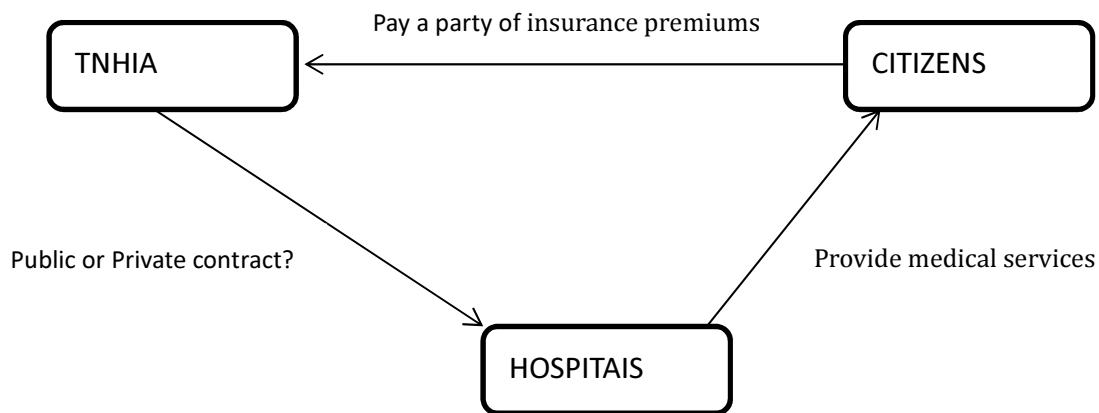 Pay a party of insurance premiums
TNHIA
CITIZENS
Public or Private contract?
Provide medical services
HOSPITAIS